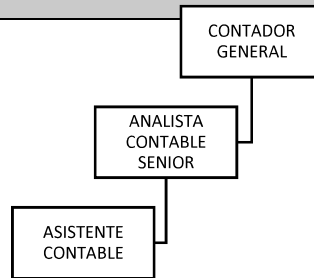 CONTADOR
GENERAL
ANALISTA
CONTABLE
SENIOR
ASISTENTE
CONTABLE